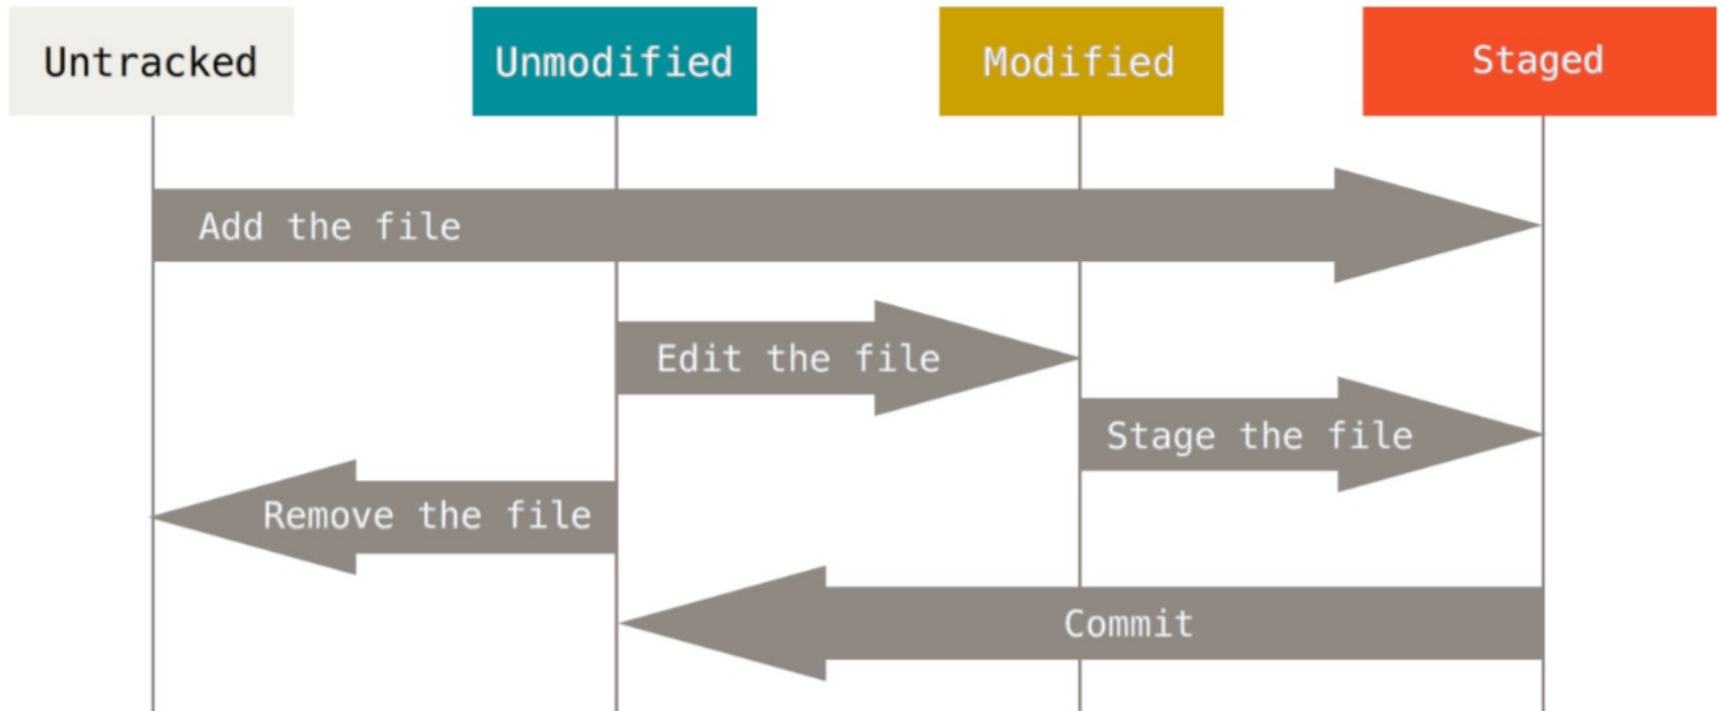 Untracked
Unmodified
Modified
Staged
Add the file
Edit the file
Stage the file
Remove the file
Commit